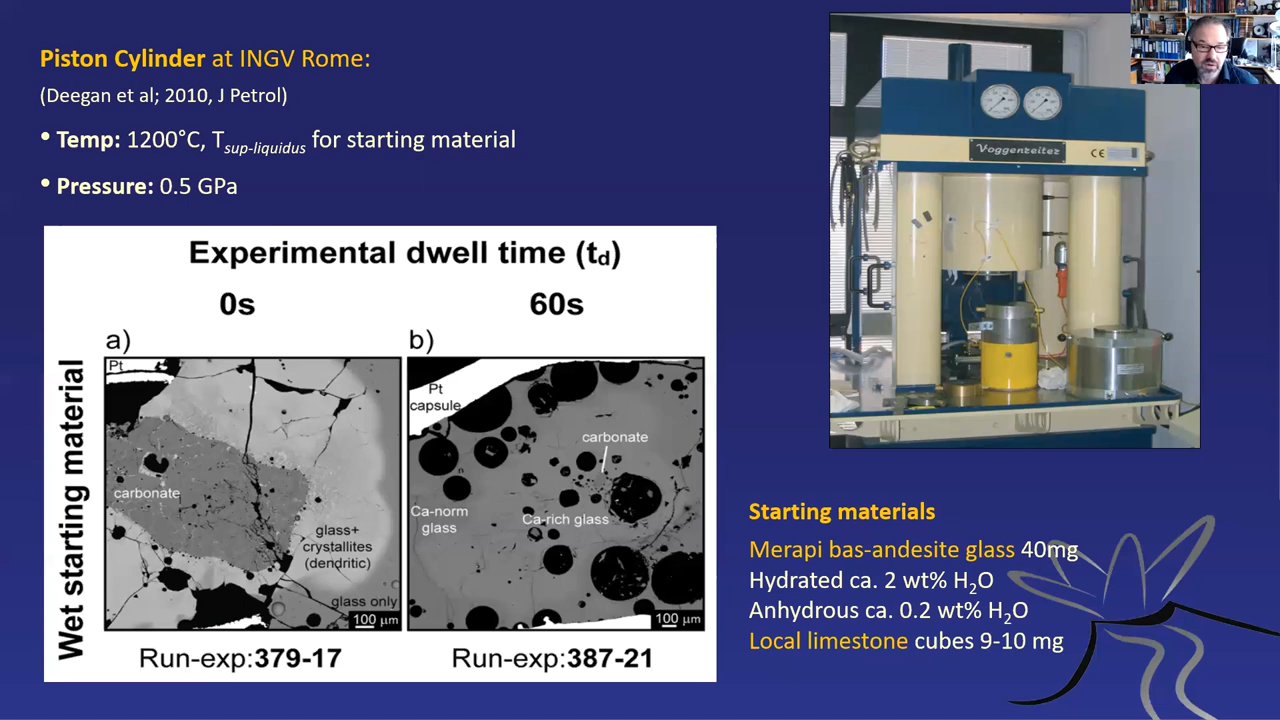 Piston Cylinder at INGV Rome:
(Deegan et al; 2010, J Petrol)
• Temp: 1200°C, Tsup-liquidus for starting material
• Pressure: 0.5 GPa
Experimental dwell time (td)
0s
60s
Wet starting material
a)
Pt
carbonate
glass+
crystallites
(dendritic)
glass only
100 µm
b)
Pt
capsule
carbonate
Ca-norm
glass
Ca-rich glass
100 µm
Run-exp:379-17
Run-exp:387-21
Voggenreiter
CE
Starting materials
Merapi bas-andesite glass 40mg
Hydrated ca. 2 wt% H2O
Anhydrous ca. 0.2 wt% H2O
Local limestone cubes 9-10 mg